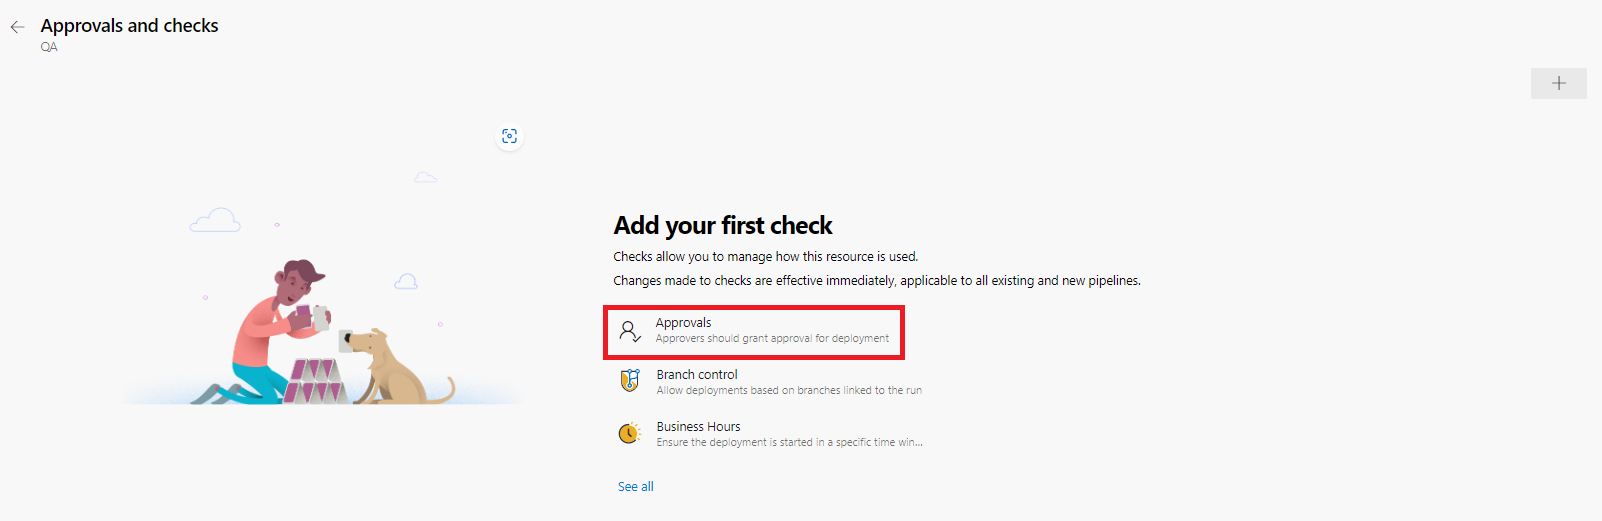 Approvals and checks
QA
Add your first check
Checks allow you to manage how this resource is used.
Changes made to checks are effective immediately, applicable to all existing and new pipelines.
Approvals
Approvers should grant approval for deployment
Branch control
Allow deployments based on branches linked to the run
Business Hours
Ensure the deployment is started in a specific time win...
See all